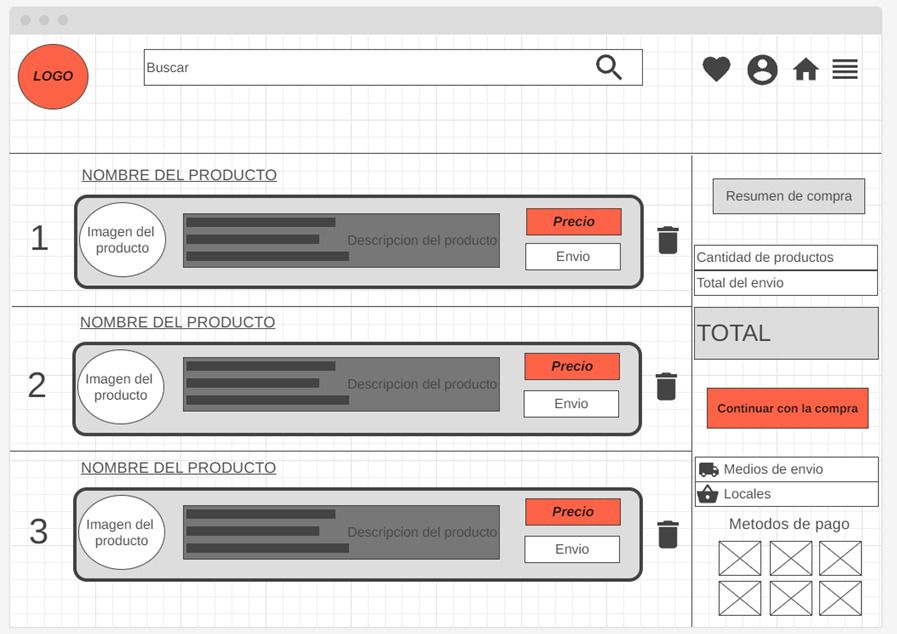 LOGO
Buscar
NOMBRE DEL PRODUCTO
1
Imagen del
producto
Descripcion del producto
Precio
Envio
NOMBRE DEL PRODUCTO
2
Imagen del
producto
Descripcion del producto
Precio
Envio
NOMBRE DEL PRODUCTO
3
Imagen del
producto
Descripcion del producto
Precio
Envio
Resumen de compra
Cantidad de productos
Total del envio
TOTAL
Continuar con la compra
Medios de envio
Locales
Metodos de pago